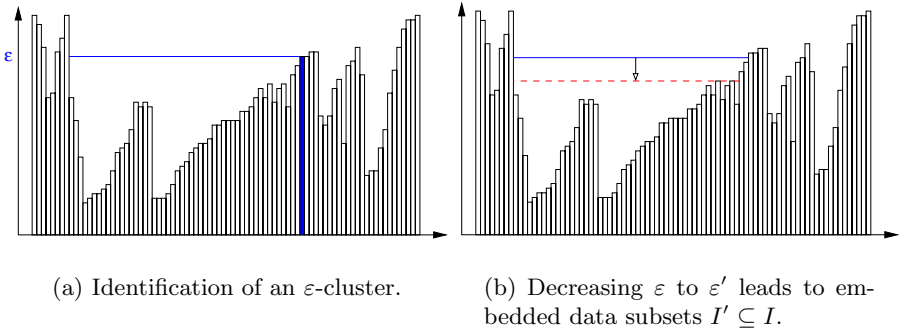 ε
(a) Identification of an ε-cluster.
(b) Decreasing ε to ε′ leads to em-
bedded data subsets I′ ⊆ I.